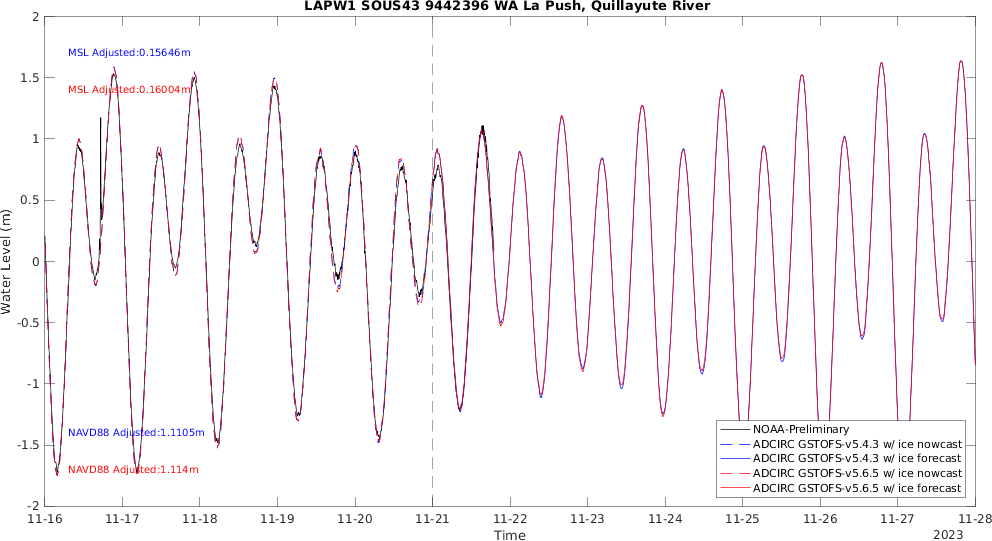 LAPW1 SOUS43 9442396 WA La Push, Quillayute River
2
1.5
1
0.5
0
-0.5
-1
-1.5
-2
Water Level (m)
MSL Adjusted:0.15646m
MSL Adjusted:0.16004m
NAVD88 Adjusted:1.1105m
NAVD88 Adjusted:1.114m
NOAA-Preliminary
ADCIRC GSTOFS-v5.4.3 w/ ice nowcast
ADCIRC GSTOFS-v5.4.3 w/ ice forecast
ADCIRC GSTOFS-v5.6.5 w/ ice nowcast
ADCIRC GSTOFS-v5.6.5 w/ ice forecast
11-16 11-17 11-18 11-19 11-20 11-21 11-22 11-23 11-24 11-25 11-26 11-27 11-28
Time
2023